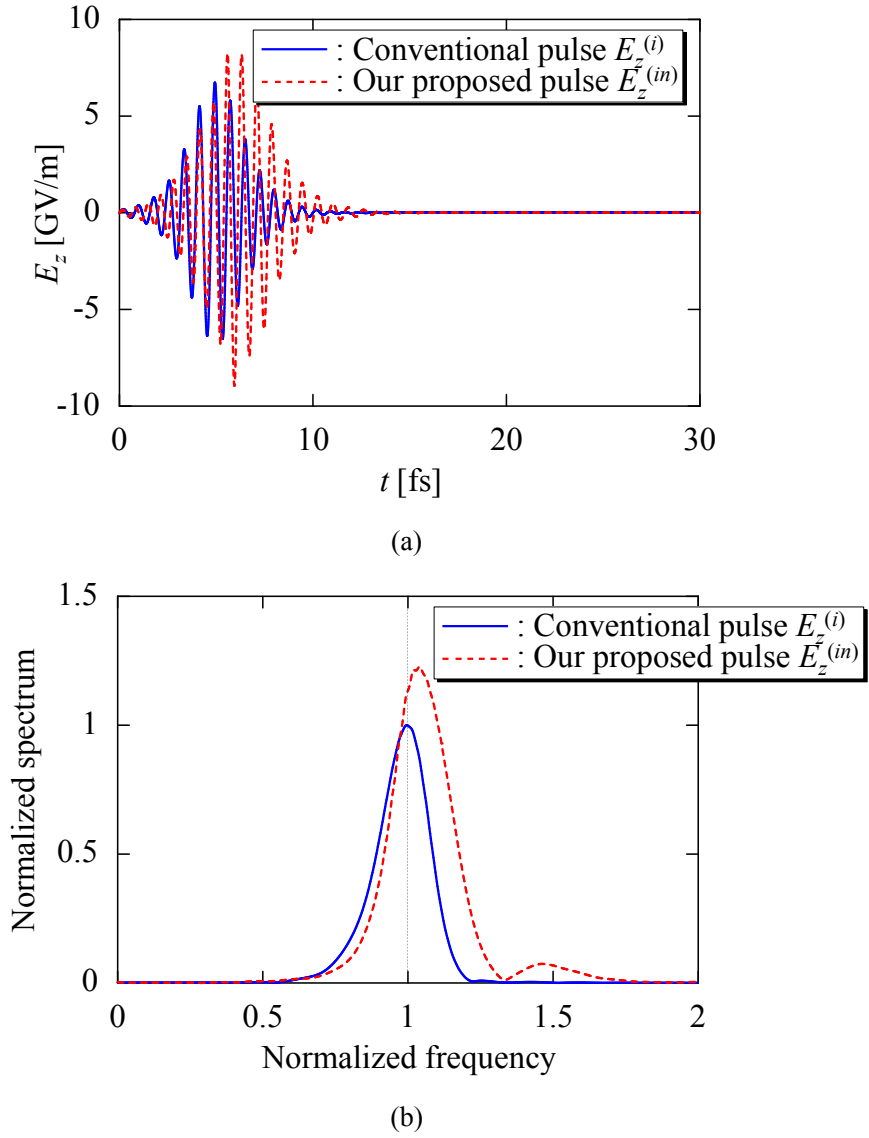 10
5
0
-5
-10
E_z [GV/m]
: Conventional pulse E_z^(i)
: Our proposed pulse E_z^(in)
0 10 20 30
t [fs]
(a)
1.5
1
0.5
0
Normalized spectrum
: Conventional pulse E_z^(i)
: Our proposed pulse E_z^(in)
0 0.5 1 1.5 2
Normalized frequency
(b)